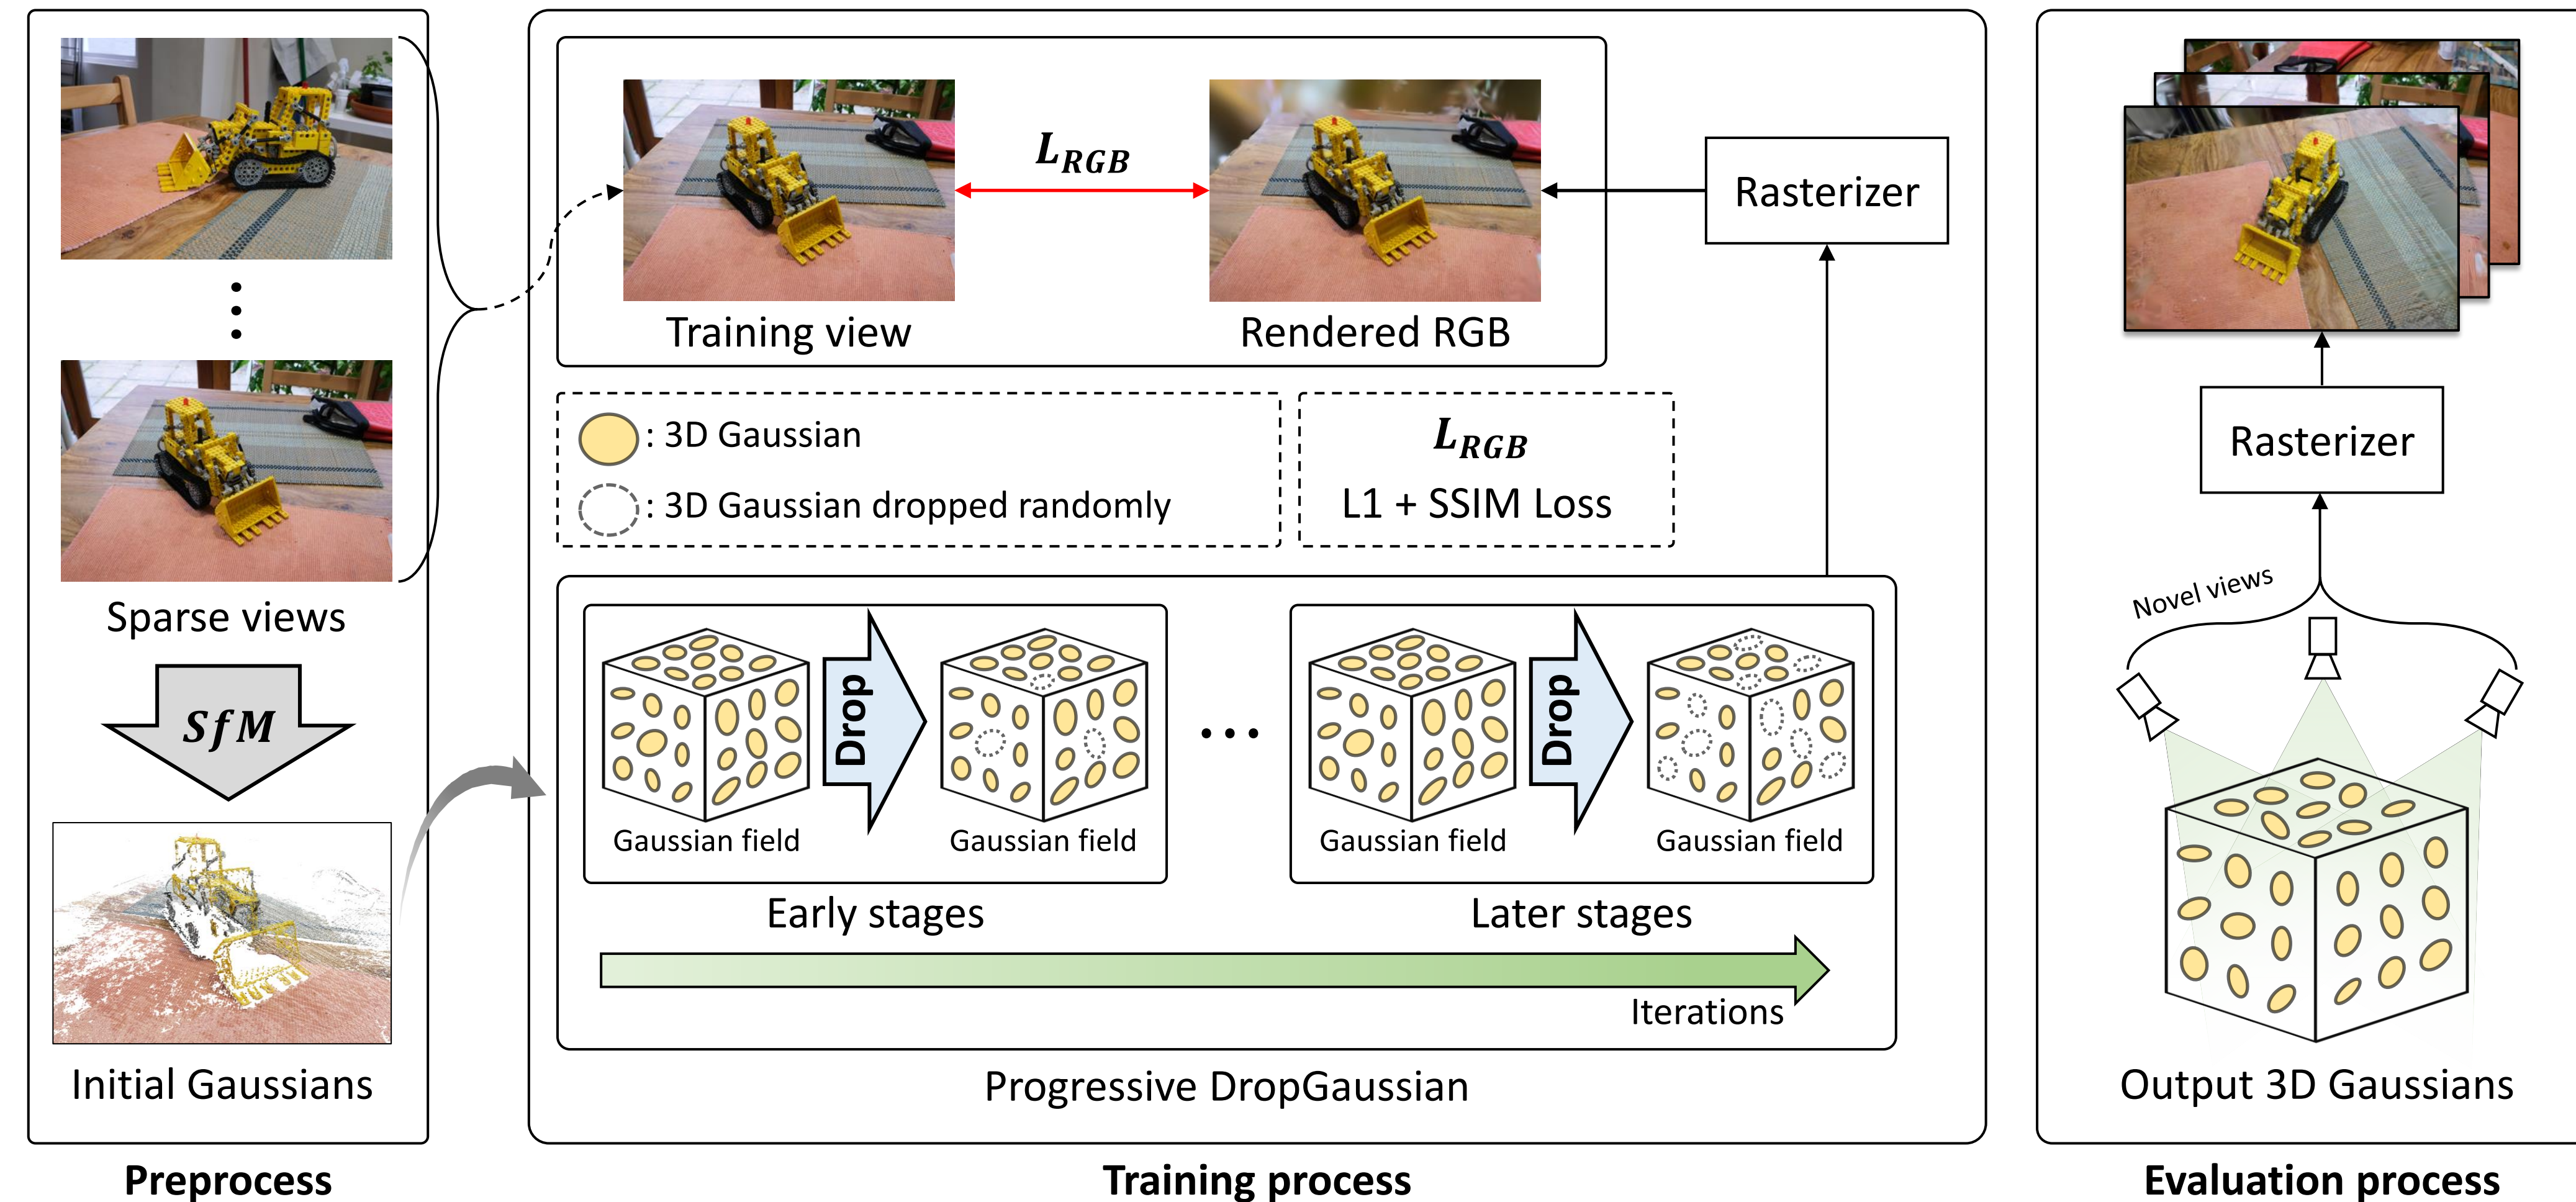 Sparse views
SfM
Initial Gaussians
Preprocess
L_RGB
Training view
Rendered RGB
Rasterizer
: 3D Gaussian
: 3D Gaussian dropped randomly
L_RGB
L1 + SSIM Loss
Drop
Gaussian field
Gaussian field
Early stages
...
Drop
Gaussian field
Gaussian field
Later stages
Iterations
Progressive DropGaussian
Training process
Rasterizer
Novel views
Output 3D Gaussians
Evaluation process